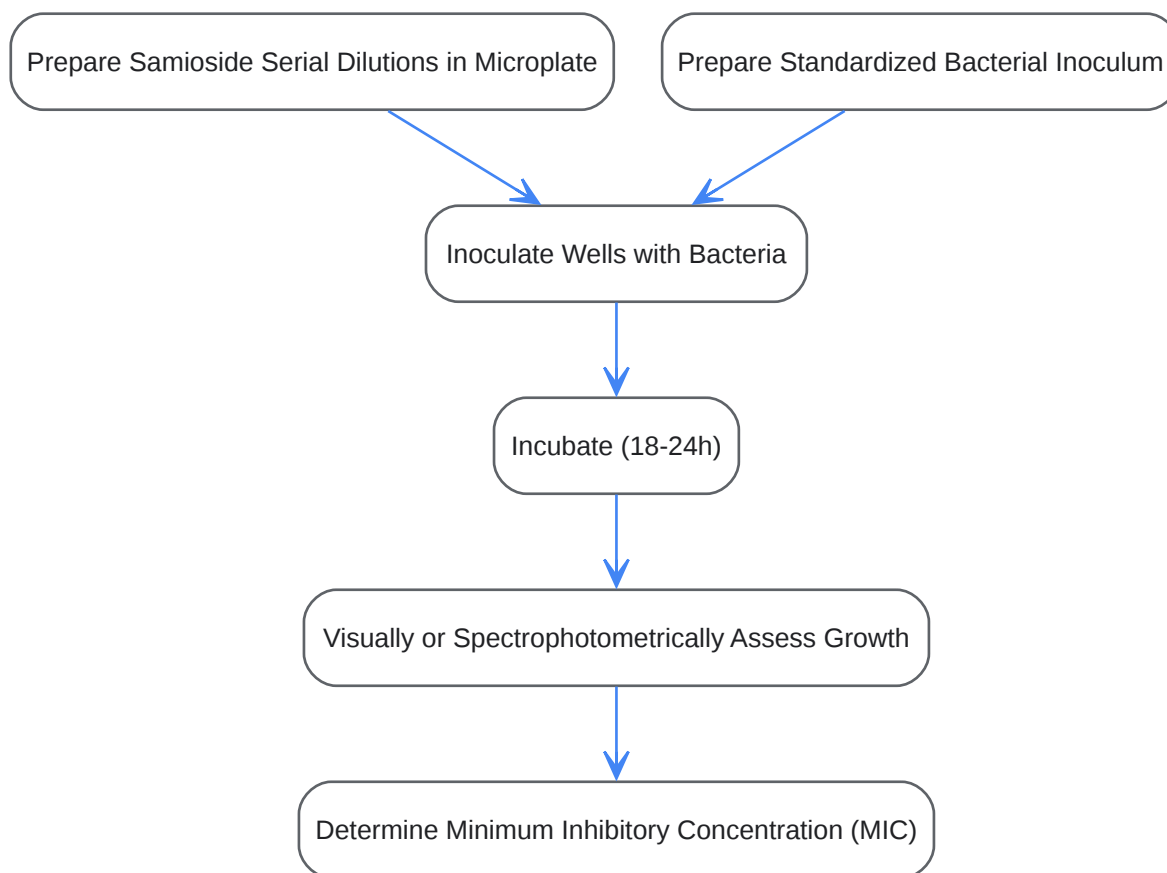 Prepare Samioside Serial Dilutions in Microplate
Prepare Standardized Bacterial Inoculum
Inoculate Wells with Bacteria
Incubate (18-24h)
Visually or Spectrophotometrically Assess Growth
Determine Minimum Inhibitory Concentration (MIC)